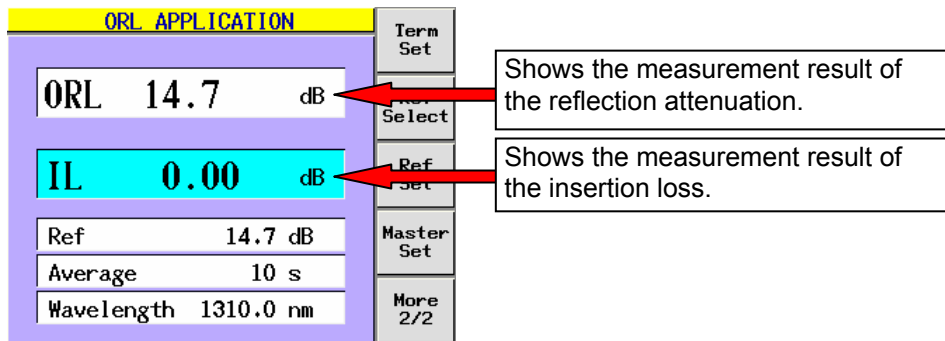 ORL APPLICATION
ORL 14.7 dB
IL 0.00 dB
Ref 14.7 dB
Average 10 s
Wavelength 1310.0 nm
Term
Set
Select
Ref
Set
Master
Set
More
2/2
Shows the measurement result of
the reflection attenuation.
Shows the measurement result of
the insertion loss.